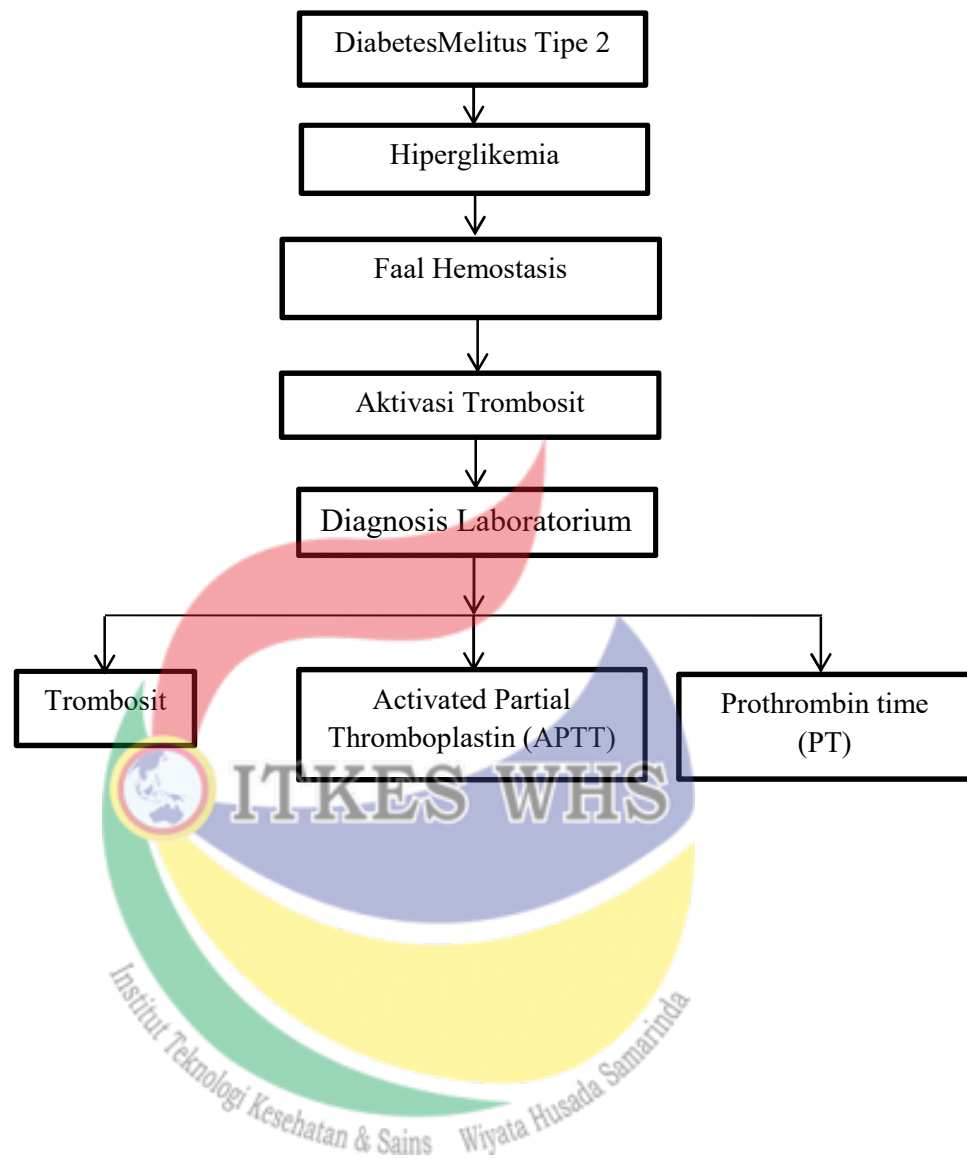 DiabetesMelitus Tipe 2
Hiperglikemia
Faal Hemostasis
Aktivasi Trombosit
Diagnosis Laboratorium
Trombosit
Activated Partial
Thromboplastin (APTT)
Prothrombin time
(PT)
ITKES WHS
Institut Teknologi Kesehatan & Sains Wiyata Husada Samarinda